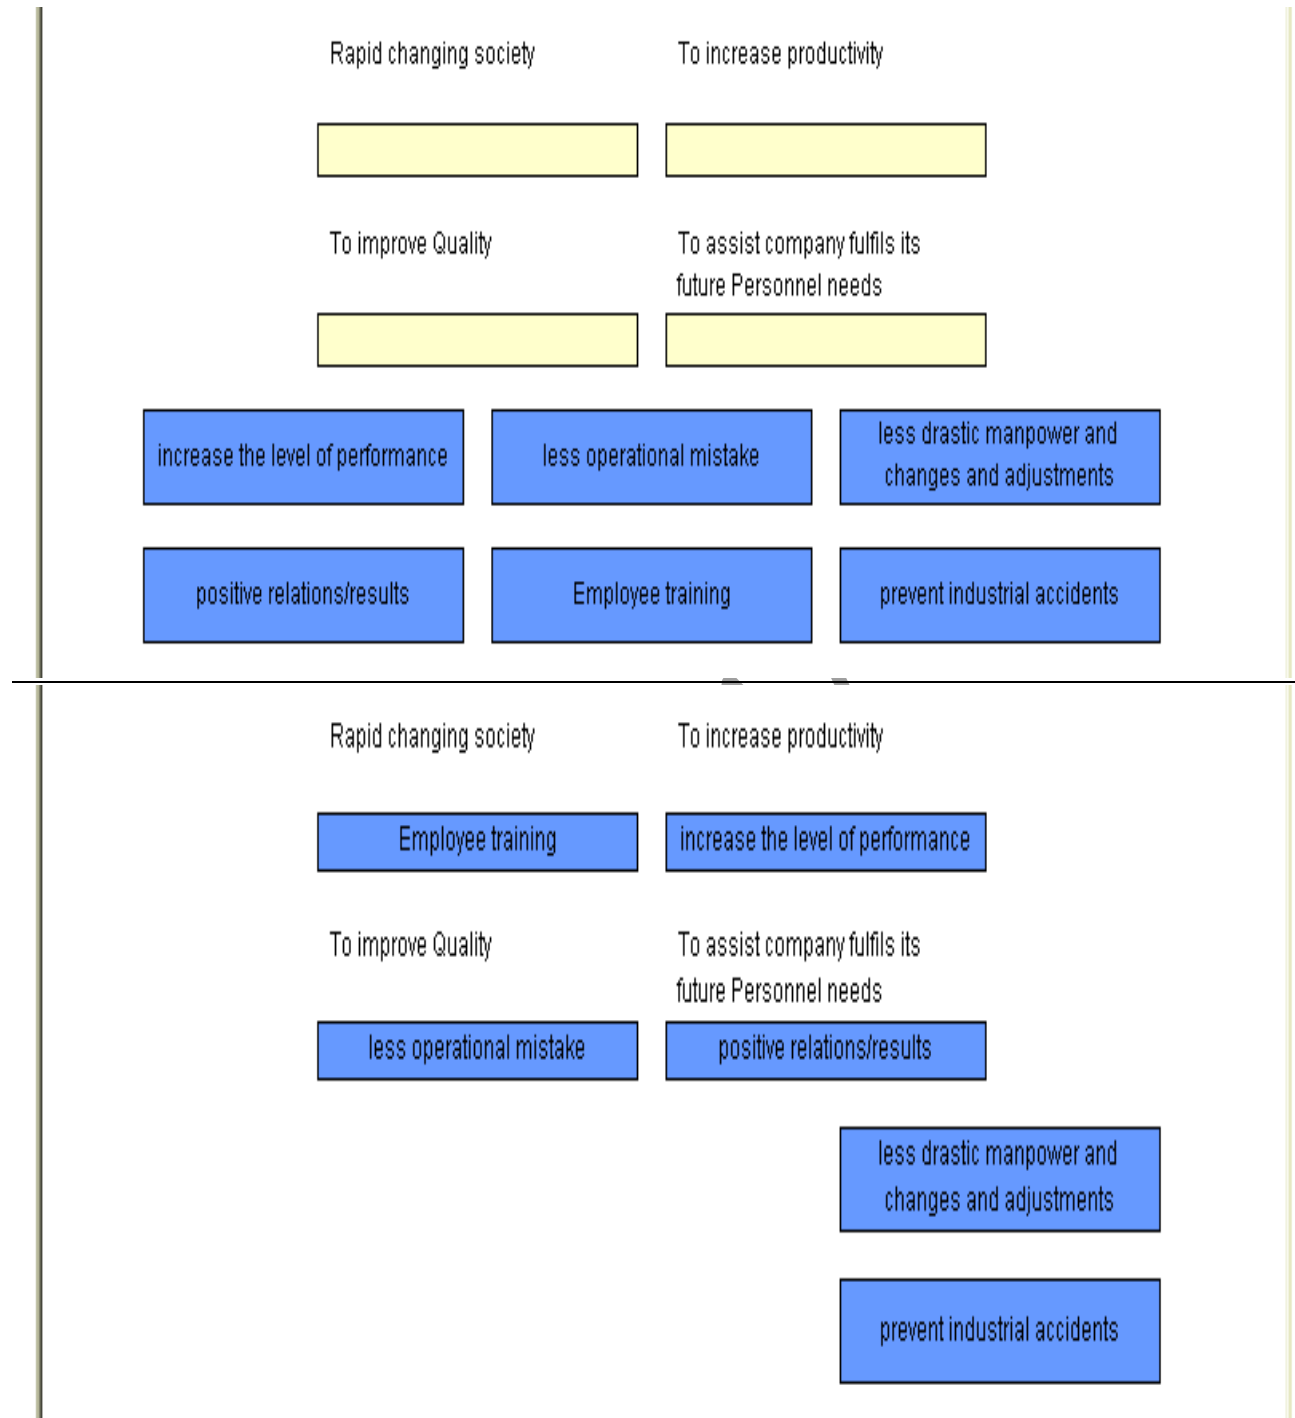 Rapid changing society
To increase productivity
To improve Quality
To assist company fulfils its
future Personnel needs
increase the level of performance
less operational mistake
less drastic manpower and
changes and adjustments
positive relations/results
Employee training
prevent industrial accidents
Rapid changing society
To increase productivity
Employee training
increase the level of performance
To improve Quality
To assist company fulfils its
future Personnel needs
less operational mistake
positive relations/results
less drastic manpower and
changes and adjustments
prevent industrial accidents